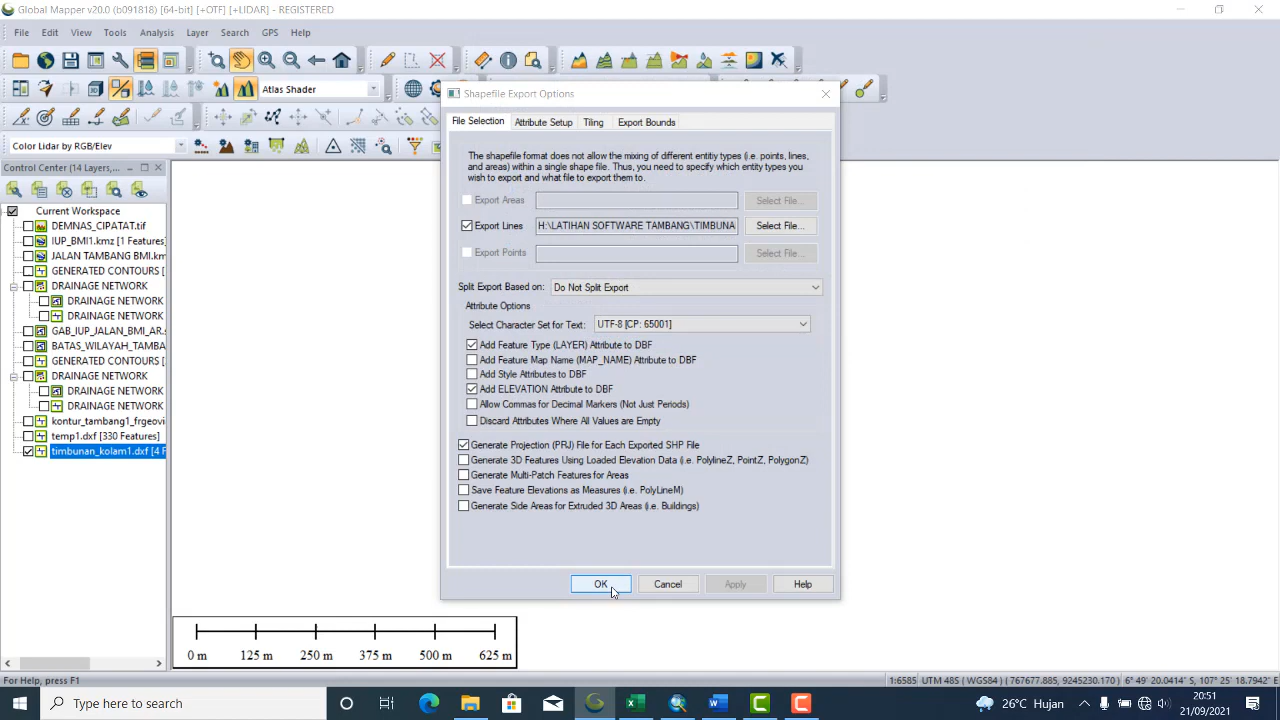 Global Mapper v20.0 (b091818) [64-bit] [+OTF] [+LIDAR] - REGISTERED
File Edit View Tools Analysis Layer Search GPS Help
Atlas Shader
Color Lidar by RGB/Elev
Control Center (14 Layers,...
Current Workspace
DEMNAS_CIPATAT.tif
IUP_BMI1.kmz [1 Features]
JALAN TAMBANG BMI.km
GENERATED CONTOURS [
DRAINAGE NETWORK
DRAINAGE NETWORK
DRAINAGE NETWORK
GAB_IUP_JALAN_BMI_AR.s
BATAS_WILAYAH_TAMBA
GENERATED CONTOURS [
DRAINAGE NETWORK
DRAINAGE NETWORK
DRAINAGE NETWORK
kontur_tambang1_frgeovi
temp1.dxf [330 Features]
timbunan_kolam1.dxf [4 F
Shapefile Export Options
File Selection Attribute Setup Tiling Export Bounds
The shapefile format does not allow the mixing of different entity types (i.e. points, lines,
and areas) within a single shape file. Thus, you need to specify which entity types you
wish to export and what file to export them to.
Export Areas Select File...
Export Lines H:\LATIHAN SOFTWARE TAMBANG\TIMBUNA Select File...
Export Points Select File...
Split Export Based on: Do Not Split Export
Attribute Options
Select Character Set for Text: UTF-8 [CP: 65001]
Add Feature Type (LAYER) Attribute to DBF
Add Feature Map Name (MAP_NAME) Attribute to DBF
Add Style Attributes to DBF
Add ELEVATION Attribute to DBF
Allow Commas for Decimal Markers (Not Just Periods)
Discard Attributes Where All Values are Empty
Generate Projection (PRJ) File for Each Exported SHP File
Generate 3D Features Using Loaded Elevation Data (i.e. PolylineZ, PointZ, PolygonZ)
Generate Multi-Patch Features for Areas
Save Feature Elevations as Measures (i.e. PolyLineM)
Generate Side Areas for Extruded 3D Areas (i.e. Buildings)
OK Cancel Apply Help
0 m 125 m 250 m 375 m 500 m 625 m
For Help, press F1
1:6585 UTM 48S (WGS84) ( 767677.885, 9245230.170) 6° 49' 20.0414" S, 107° 25' 18.7942" E
Type here to search
26°C Hujan
20:51
21/09/2021